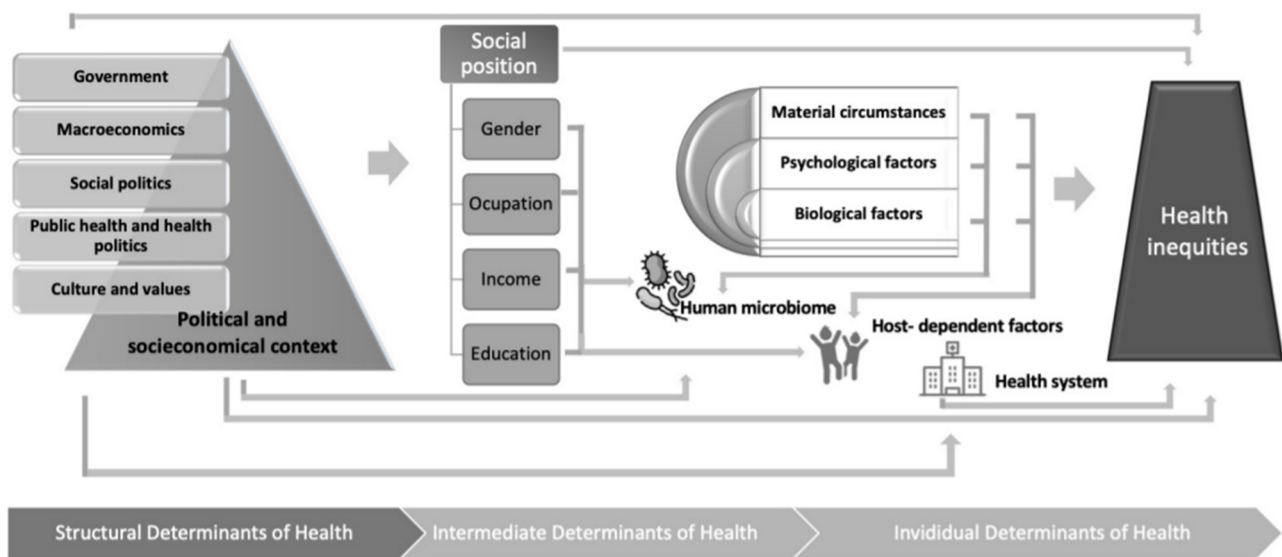 Government
Macroeconomics
Social politics
Public health and health
politics
Culture and values
Political and
socieconomical context
Social
position
Gender
Ocupation
Income
Education
Material circumstances
Psychological factors
Biological factors
Human microbiome
Host- dependent factors
Health system
Health
inequities
Structural Determinants of Health
Intermediate Determinants of Health
Invididual Determinants of Health